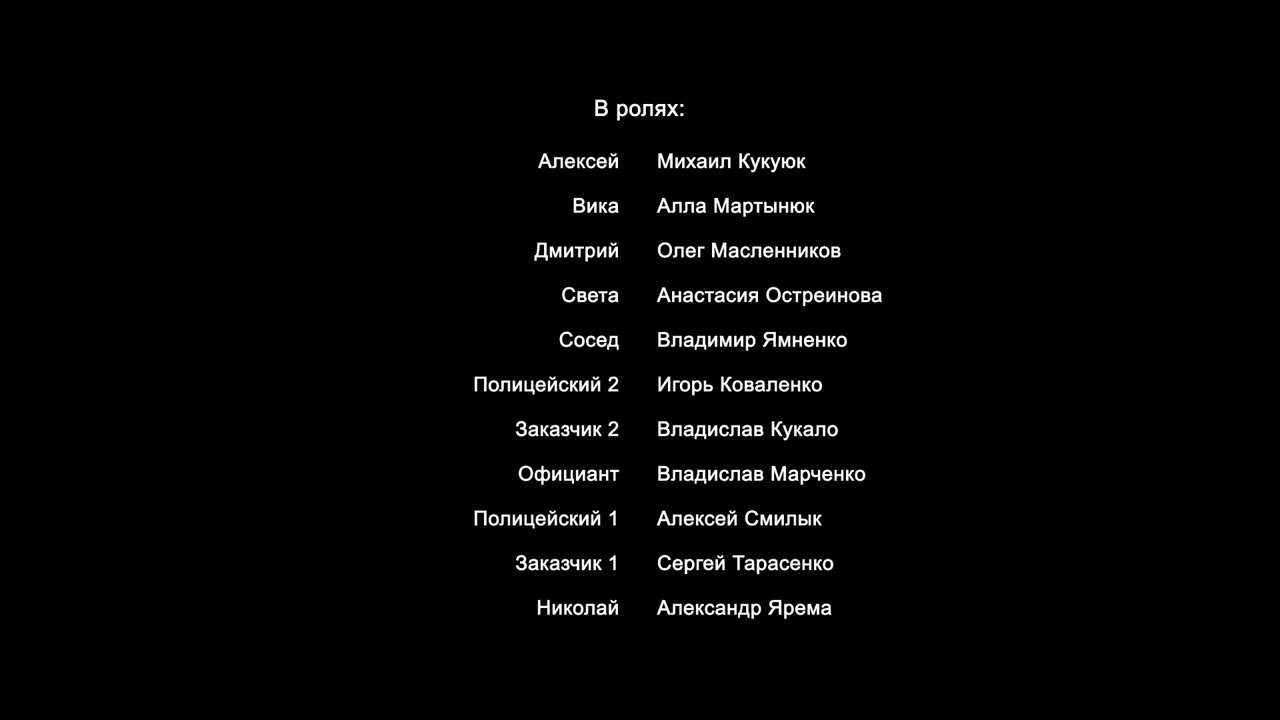 В ролях:
Алексей Михаил Кукуюк
Вика Алла Мартынюк
Дмитрий Олег Масленников
Света Анастасия Остреинова
Сосед Владимир Ямненко
Полицейский 2 Игорь Коваленко
Заказчик 2 Владислав Кукало
Официант Владислав Марченко
Полицейский 1 Алексей Смилык
Заказчик 1 Сергей Тарасенко
Николай Александр Ярема